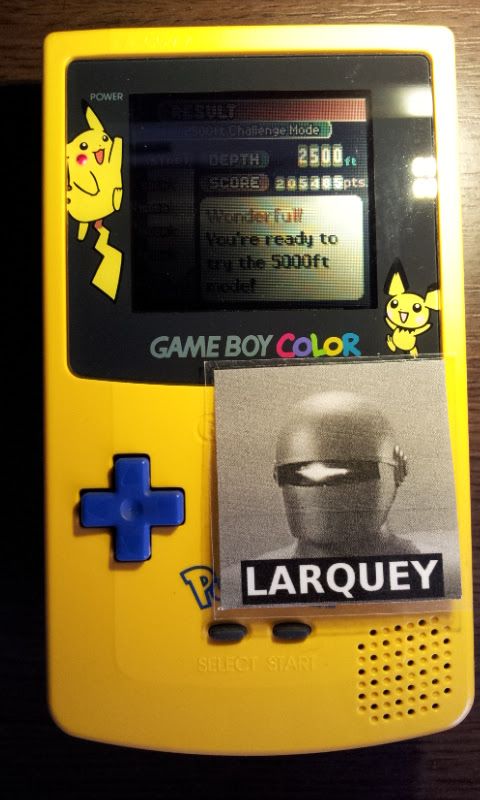 POWER
RESULT
500ft Challenge Mode
DEPTH 2500ft
SCORE 205485pts.
Wonderful!!
You're ready to
try the 5000ft
mode!
GAME BOY COLOR
LARQUEY
SELECT START